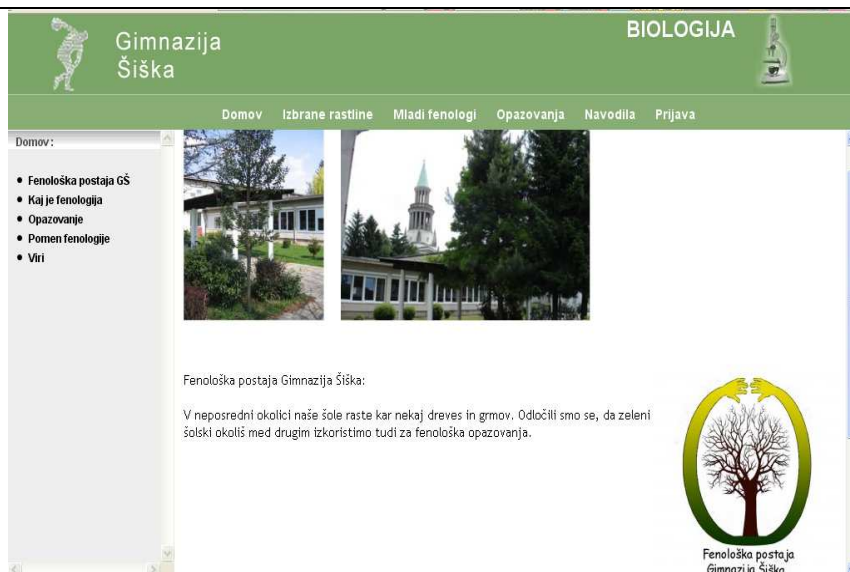 Gimnazija
Šiška
BIOLOGIJA
Domov Izbrane rastline Mladi fenologi Opazovanja Navodila Prijava
Domov:
Fenološka postaja GŠ
Kaj je fenologija
Opazovanje
Pomen fenologije
Viri
Fenološka postaja Gimnazija Šiška:
V neposredni okolici naše šole raste kar nekaj dreves in grmov. Odločili smo se, da zeleni
šolski okoliš med drugim izkoristimo tudi za fenološka opazovanja.
Fenološka postaja
Gimnazija Šiška